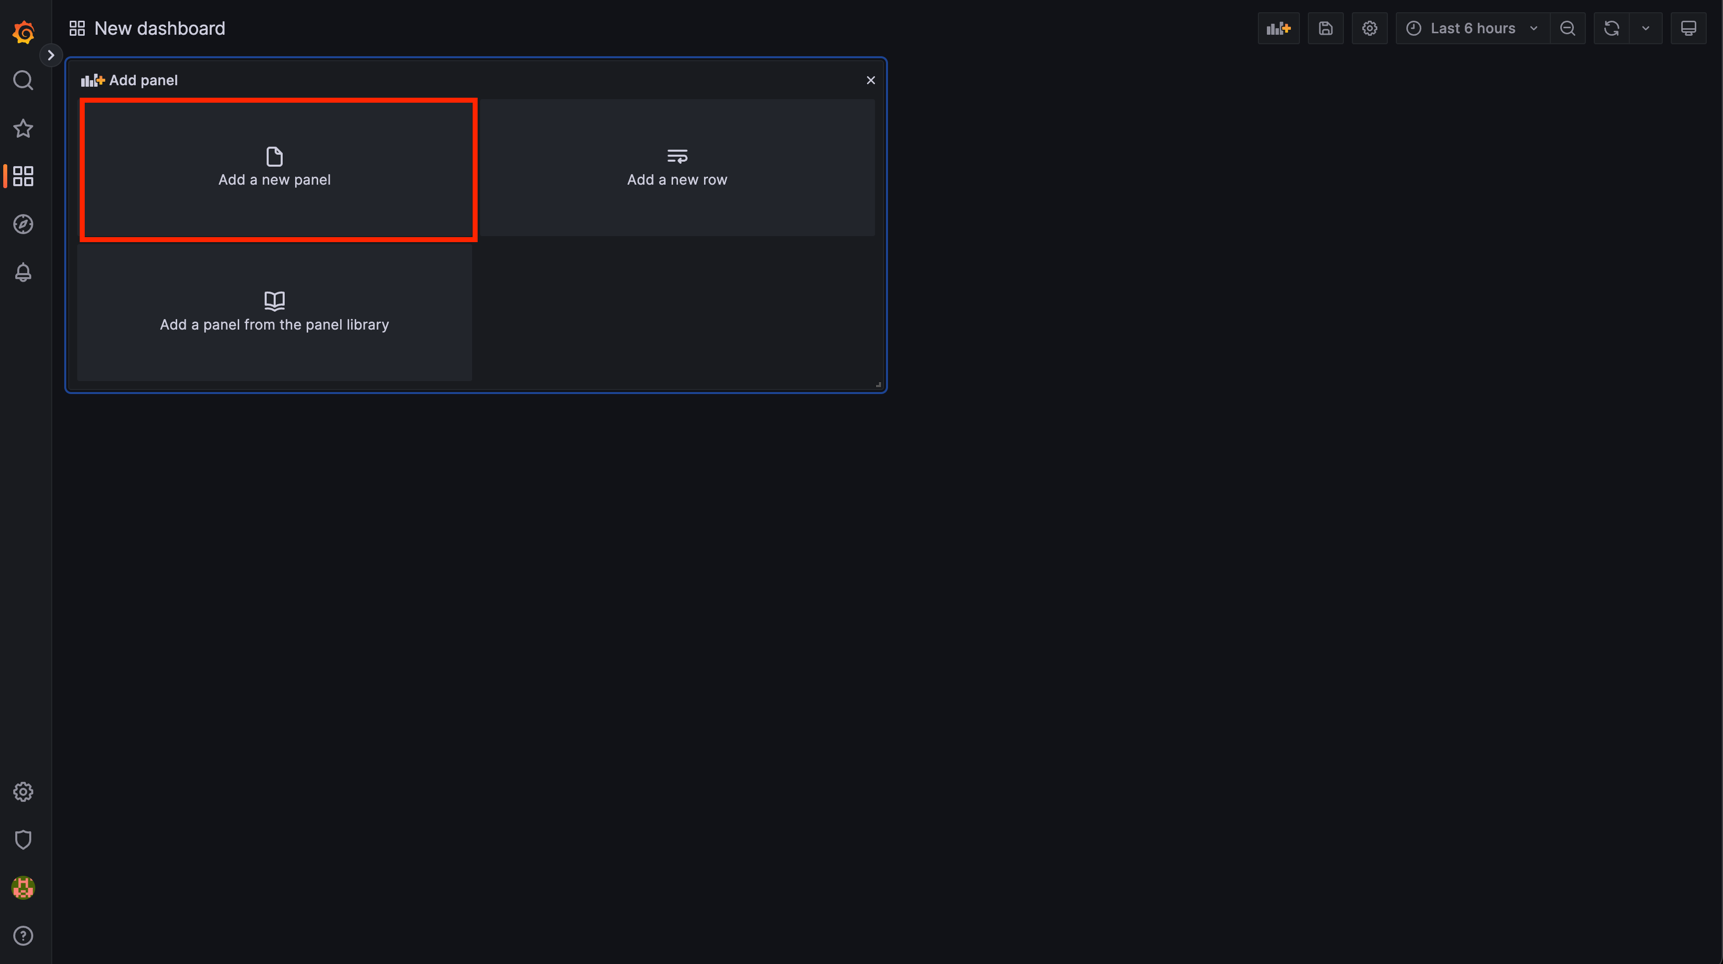 New dashboard
Last 6 hours
Add panel
Add a new panel
Add a new row
Add a panel from the panel library